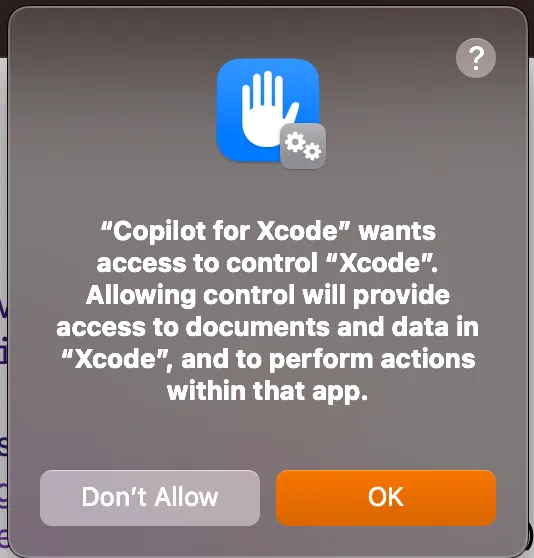 ?
“Copilot for Xcode” wants
access to control “Xcode”.
Allowing control will provide
access to documents and data in
“Xcode”, and to perform actions
within that app.
Don’t Allow
OK